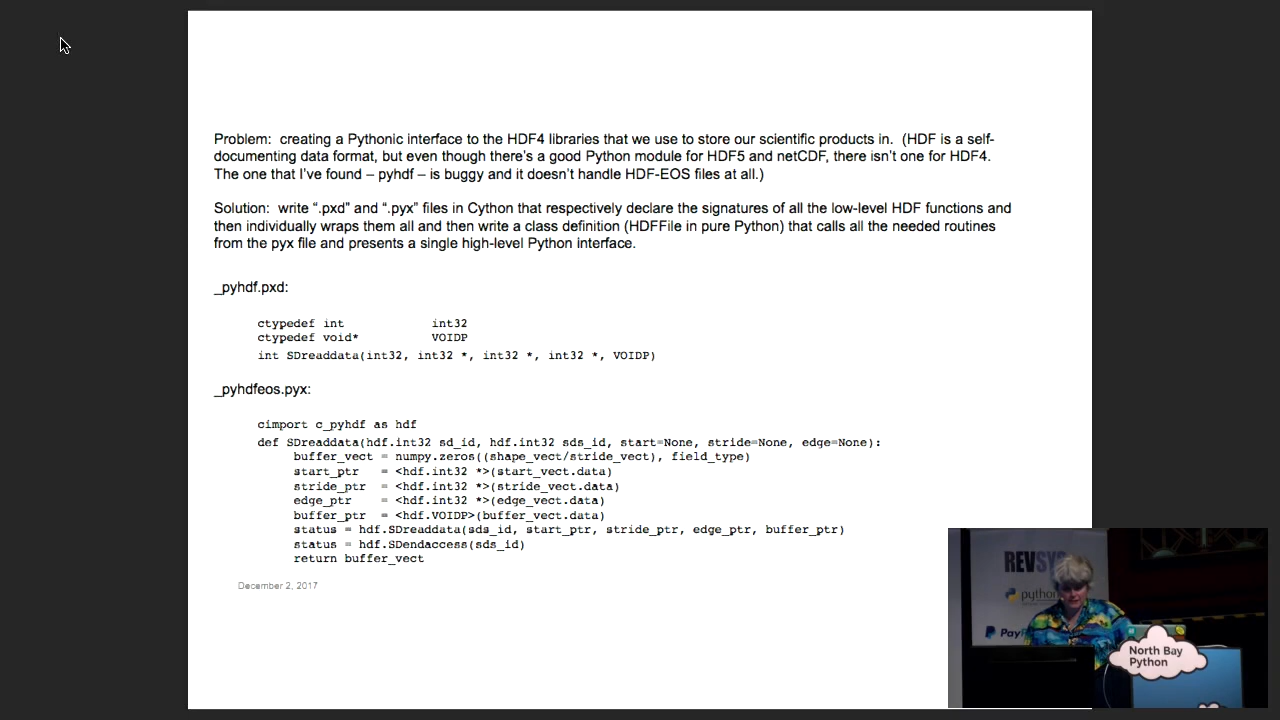 Problem:  creating a Pythonic interface to the HDF4 libraries that we use to store our scientific products in.  (HDF is a self-
documenting data format, but even though there's a good Python module for HDF5 and netCDF, there isn't one for HDF4.
The one that I've found – pyhdf – is buggy and it doesn't handle HDF-EOS files at all.)
Solution:  write “.pxd” and “.pyx” files in Cython that respectively declare the signatures of all the low-level HDF functions and
then individually wraps them all and then write a class definition (HDFFile in pure Python) that calls all the needed routines
from the pyx file and presents a single high-level Python interface.
_pyhdf.pxd:
ctypedef int            int32
ctypedef void*          VOIDP
int SDreaddata(int32, int32 *, int32 *, int32 *, VOIDP)
_pyhdfeos.pyx:
cimport c_pyhdf as hdf
def SDreaddata(hdf.int32 sd_id, hdf.int32 sds_id, start=None, stride=None, edge=None):
buffer_vect = numpy.zeros((shape_vect/stride_vect), field_type)
start_ptr   = <hdf.int32 *>(start_vect.data)
stride_ptr  = <hdf.int32 *>(stride_vect.data)
edge_ptr    = <hdf.int32 *>(edge_vect.data)
buffer_ptr  = <hdf.VOIDP>(buffer_vect.data)
status = hdf.SDreaddata(sds_id, start_ptr, stride_ptr, edge_ptr, buffer_ptr)
status = hdf.SDendaccess(sds_id)
return buffer_vect
December 2, 2017
REVSYS
python
PayP
North Bay
Python